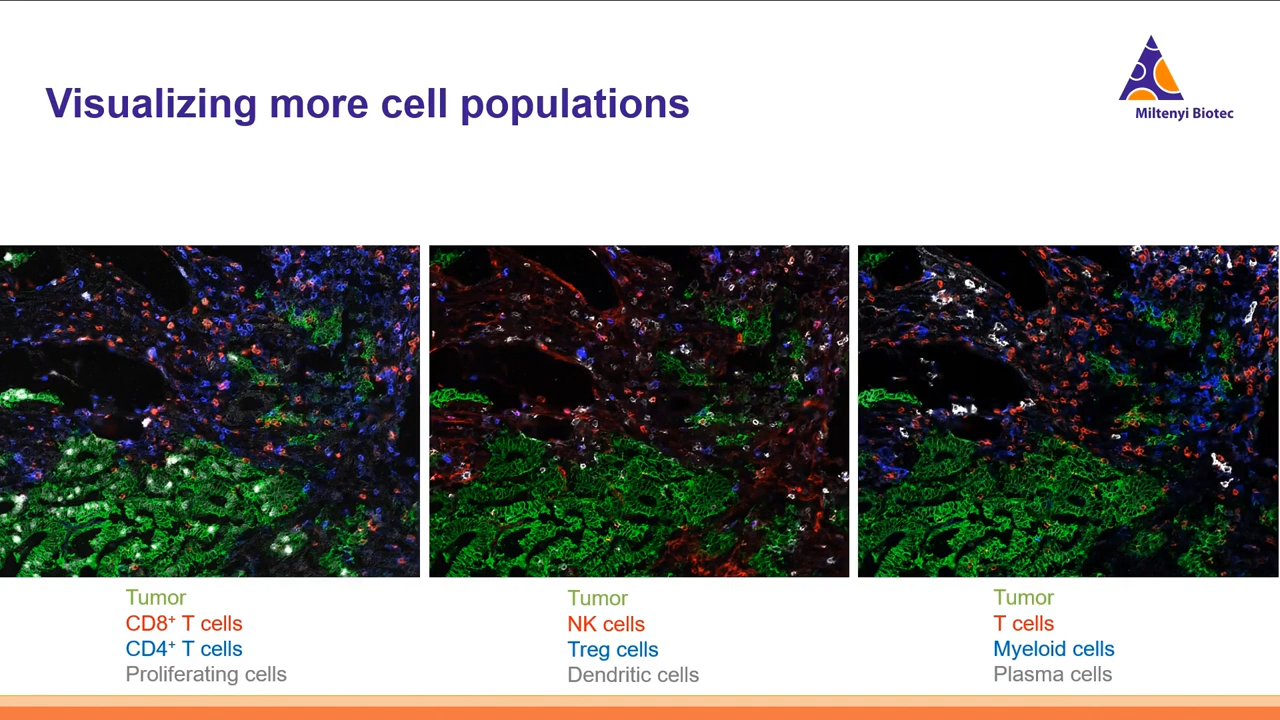 Visualizing more cell populations
Miltenyi Biotec
Tumor
CD8⁺ T cells
CD4⁺ T cells
Proliferating cells
Tumor
NK cells
Treg cells
Dendritic cells
Tumor
T cells
Myeloid cells
Plasma cells